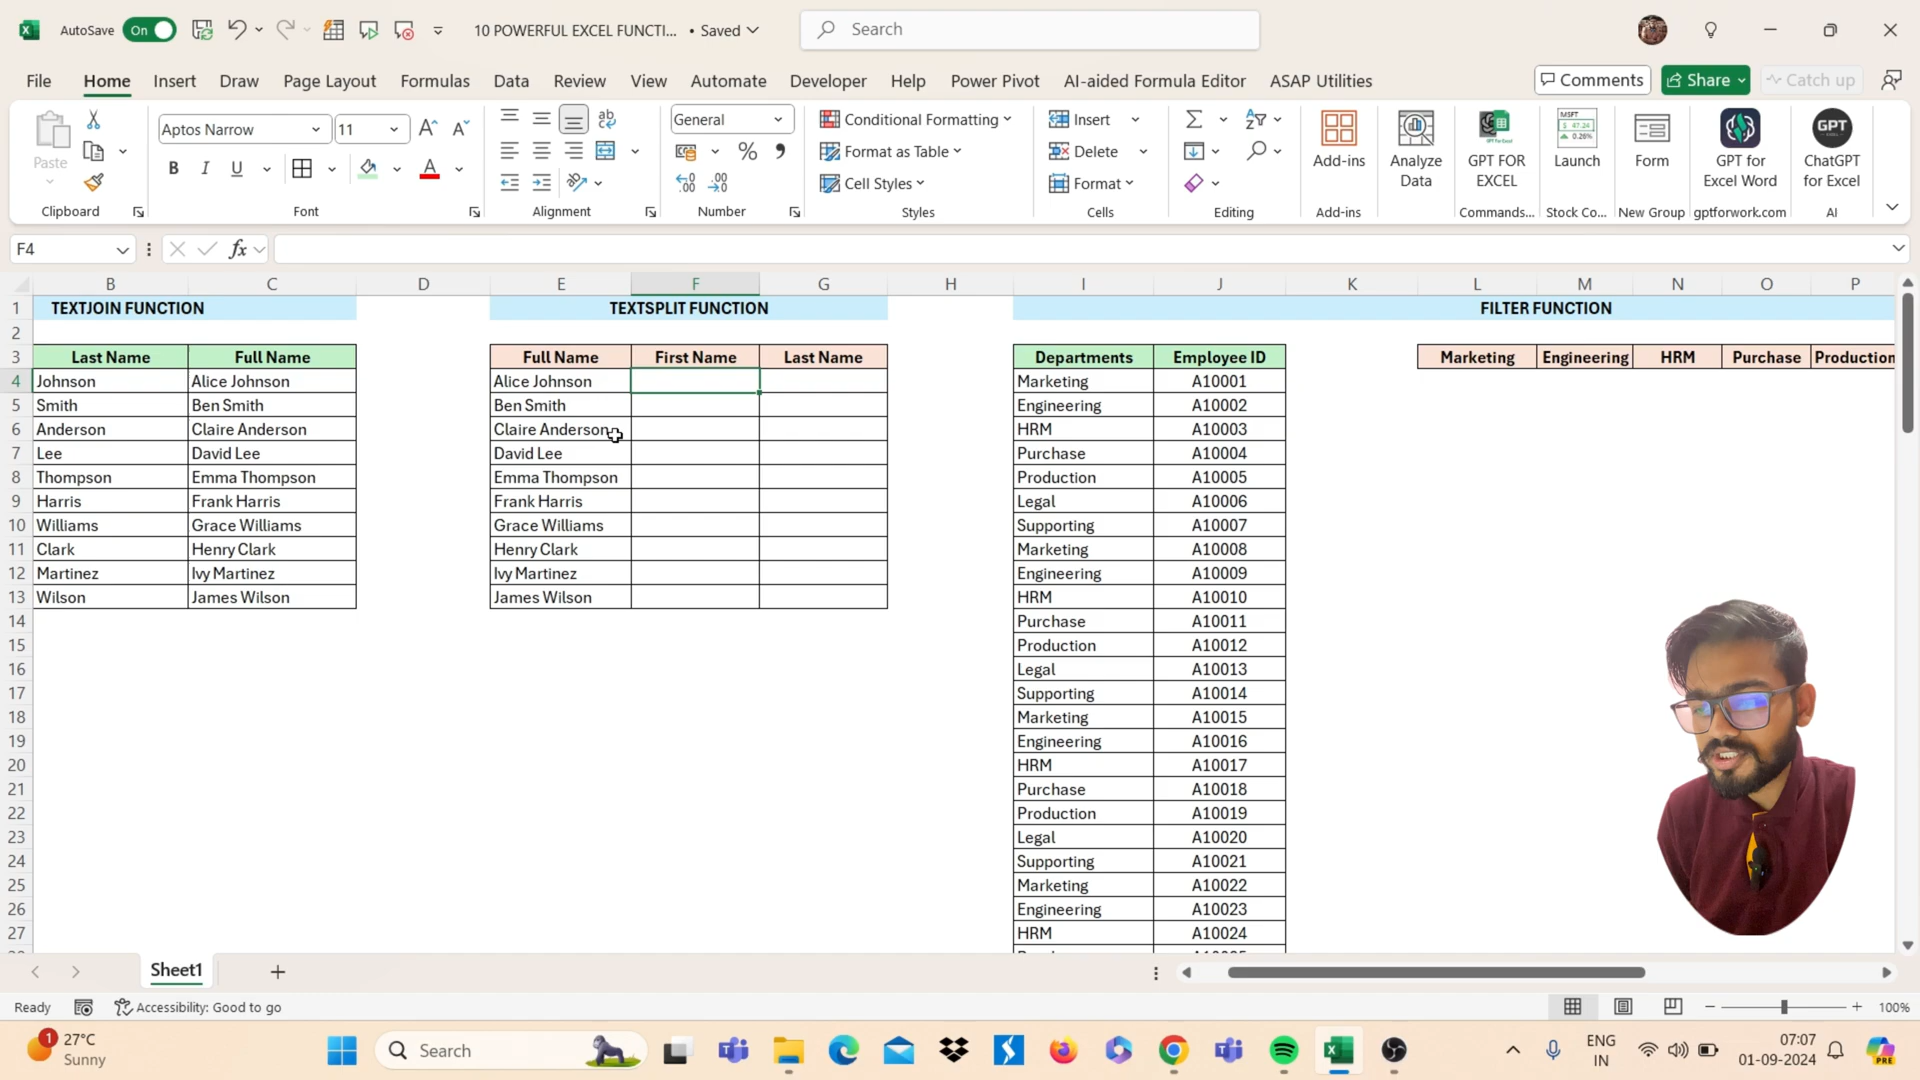 AutoSave On 10 POWERFUL EXCEL FUNCTI... • Saved Search
File Home Insert Draw Page Layout Formulas Data Review View Automate Developer Help Power Pivot AI-aided Formula Editor ASAP Utilities Comments Share Catch up
Paste
Clipboard
Aptos Narrow 11
B I U A
Font
ab
Alignment
General
% ,
Number
Conditional Formatting
Format as Table
Cell Styles
Styles
Insert
Delete
Format
Cells
Editing
Add-ins
Add-ins
Analyze
Data
GPT FOR
EXCEL
Commands...
MSFT
$ 47.24
0.26%
Launch
Stock Co...
Form
New Group
GPT for
Excel Word
gptforwork.com
GPT
ChatGPT
for Excel
AI
F4 fx
B C D E F G H I J K L M N O P
1 TEXTJOIN FUNCTION TEXTSPLIT FUNCTION FILTER FUNCTION
2
3 Last Name Full Name Full Name First Name Last Name Departments Employee ID Marketing Engineering HRM Purchase Production
4 Johnson Alice Johnson Alice Johnson Marketing A10001
5 Smith Ben Smith Ben Smith Engineering A10002
6 Anderson Claire Anderson Claire Anderson HRM A10003
7 Lee David Lee David Lee Purchase A10004
8 Thompson Emma Thompson Emma Thompson Production A10005
9 Harris Frank Harris Frank Harris Legal A10006
10 Williams Grace Williams Grace Williams Supporting A10007
11 Clark Henry Clark Henry Clark Marketing A10008
12 Martinez Ivy Martinez Ivy Martinez Engineering A10009
13 Wilson James Wilson James Wilson HRM A10010
14 Purchase A10011
15 Production A10012
16 Legal A10013
17 Supporting A10014
18 Marketing A10015
19 Engineering A10016
20 HRM A10017
21 Purchase A10018
22 Production A10019
23 Legal A10020
24 Supporting A10021
25 Marketing A10022
26 Engineering A10023
27 HRM A10024
Sheet1
Ready Accessibility: Good to go 100%
1 27°C
Sunny
Search
ENG
IN
07:07
01-09-2024
PRE